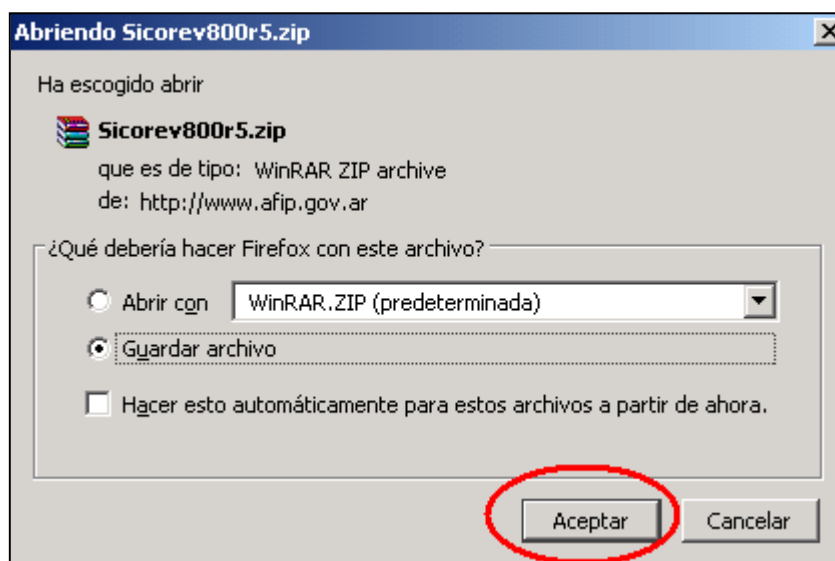 Abriendo Sicorev800r5.zip
Ha escogido abrir
Sicorev800r5.zip
que es de tipo: WinRAR ZIP archive
de: http://www.afip.gov.ar
¿Qué debería hacer Firefox con este archivo?
Abrir con WinRAR.ZIP (predeterminada)
Guardar archivo
Hacer esto automáticamente para estos archivos a partir de ahora.
Aceptar Cancelar